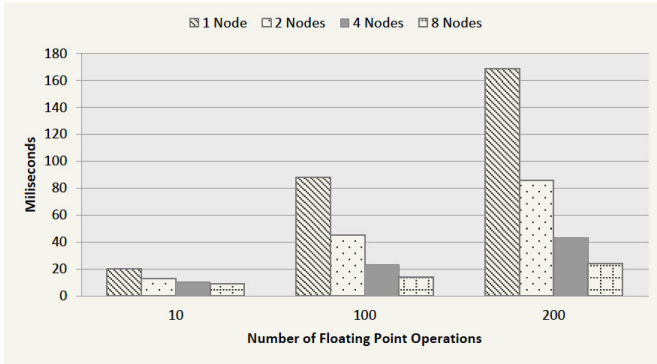 1 Node 2 Nodes 4 Nodes 8 Nodes
180
160
140
120
100
80
60
40
20
0
Miliseconds
10 100 200
Number of Floating Point Operations